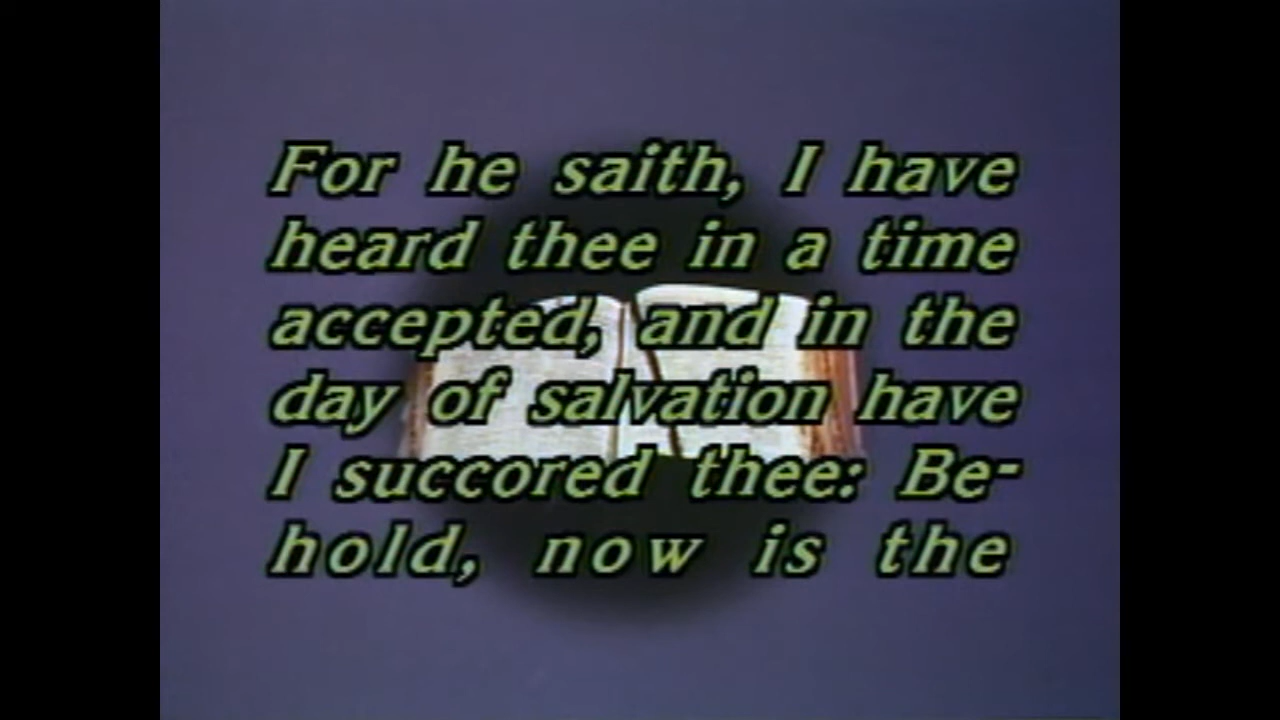 For he saith, I have
heard thee in a time
accepted, and in the
day of salvation have
I succored thee: Be-
hold, now is the